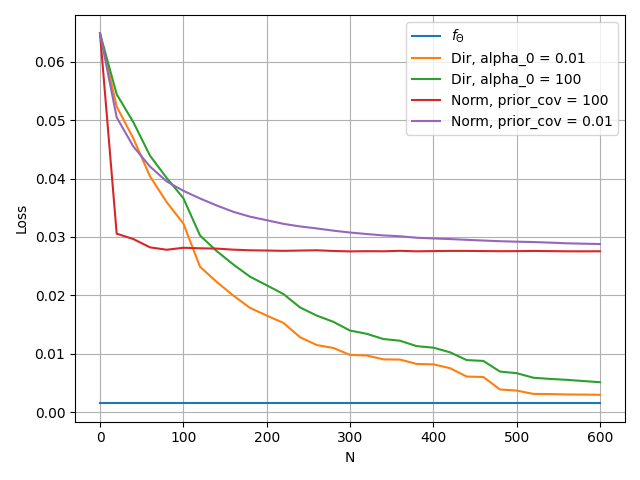 f_Θ
Dir, alpha_0 = 0.01
Dir, alpha_0 = 100
Norm, prior_cov = 100
Norm, prior_cov = 0.01
0.06
0.05
0.04
0.03
0.02
0.01
0.00
Loss
0 100 200 300 400 500 600
N